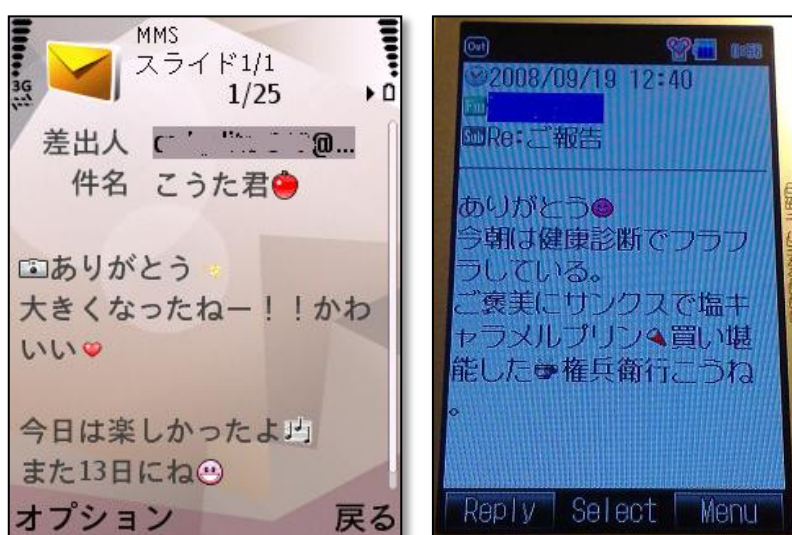 MMS
スライド1/1
1/25
3G
差出人 @...
件名 こうた君
ありがとう
大きくなったねー！！かわ
いい
今日は楽しかったよ
また13日にね
オプション 戻る
Out
2008/09/19 12:40
Sub Re:ご報告
ありがとう
今朝は健康診断でフラフ
ラしている。
ご褒美にサンクスで塩キ
ャラメルプリン買い堪
能した権兵衛行こうね
。
Reply Select Menu